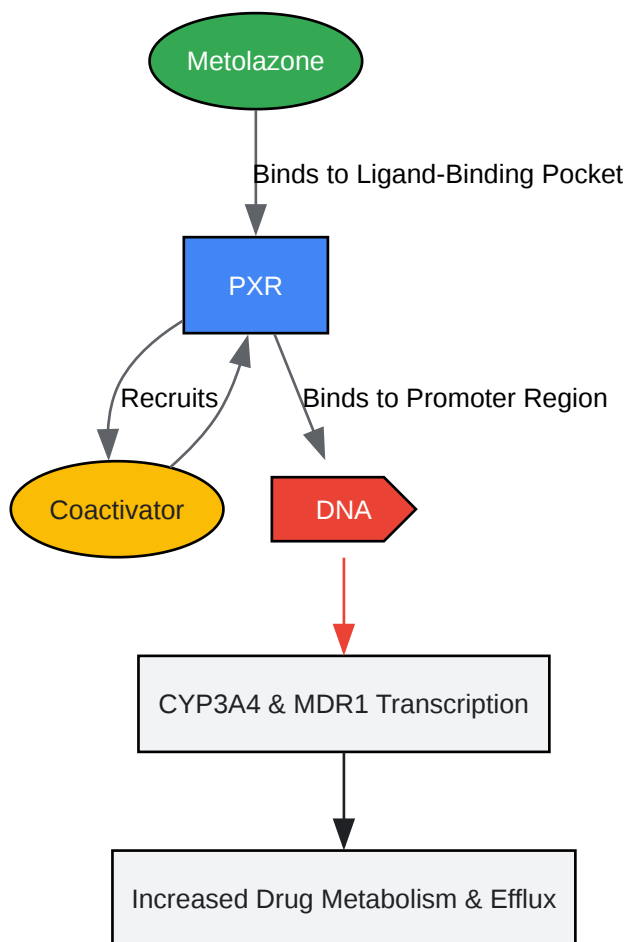 Metolazone
Binds to Ligand-Binding Pocket
PXR
Recruits
Binds to Promoter Region
Coactivator
DNA
CYP3A4 & MDR1 Transcription
Increased Drug Metabolism & Efflux